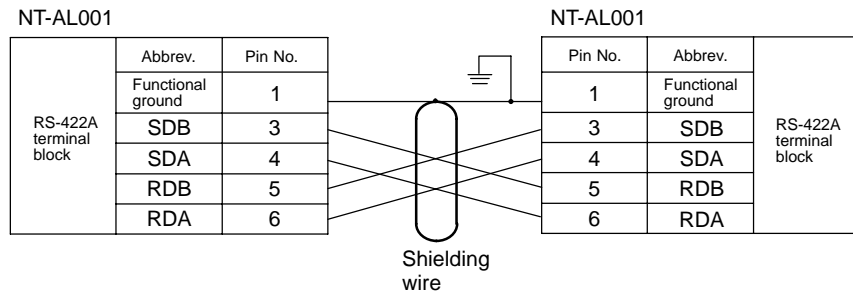 NT-AL001
NT-AL001
RS-422A
terminal
block
Abbrev. Pin No.
Functional
ground 1
SDB 3
SDA 4
RDB 5
RDA 6
Pin No. Abbrev.
1 Functional
ground
3 SDB
4 SDA
5 RDB
6 RDA
RS-422A
terminal
block
Shielding
wire